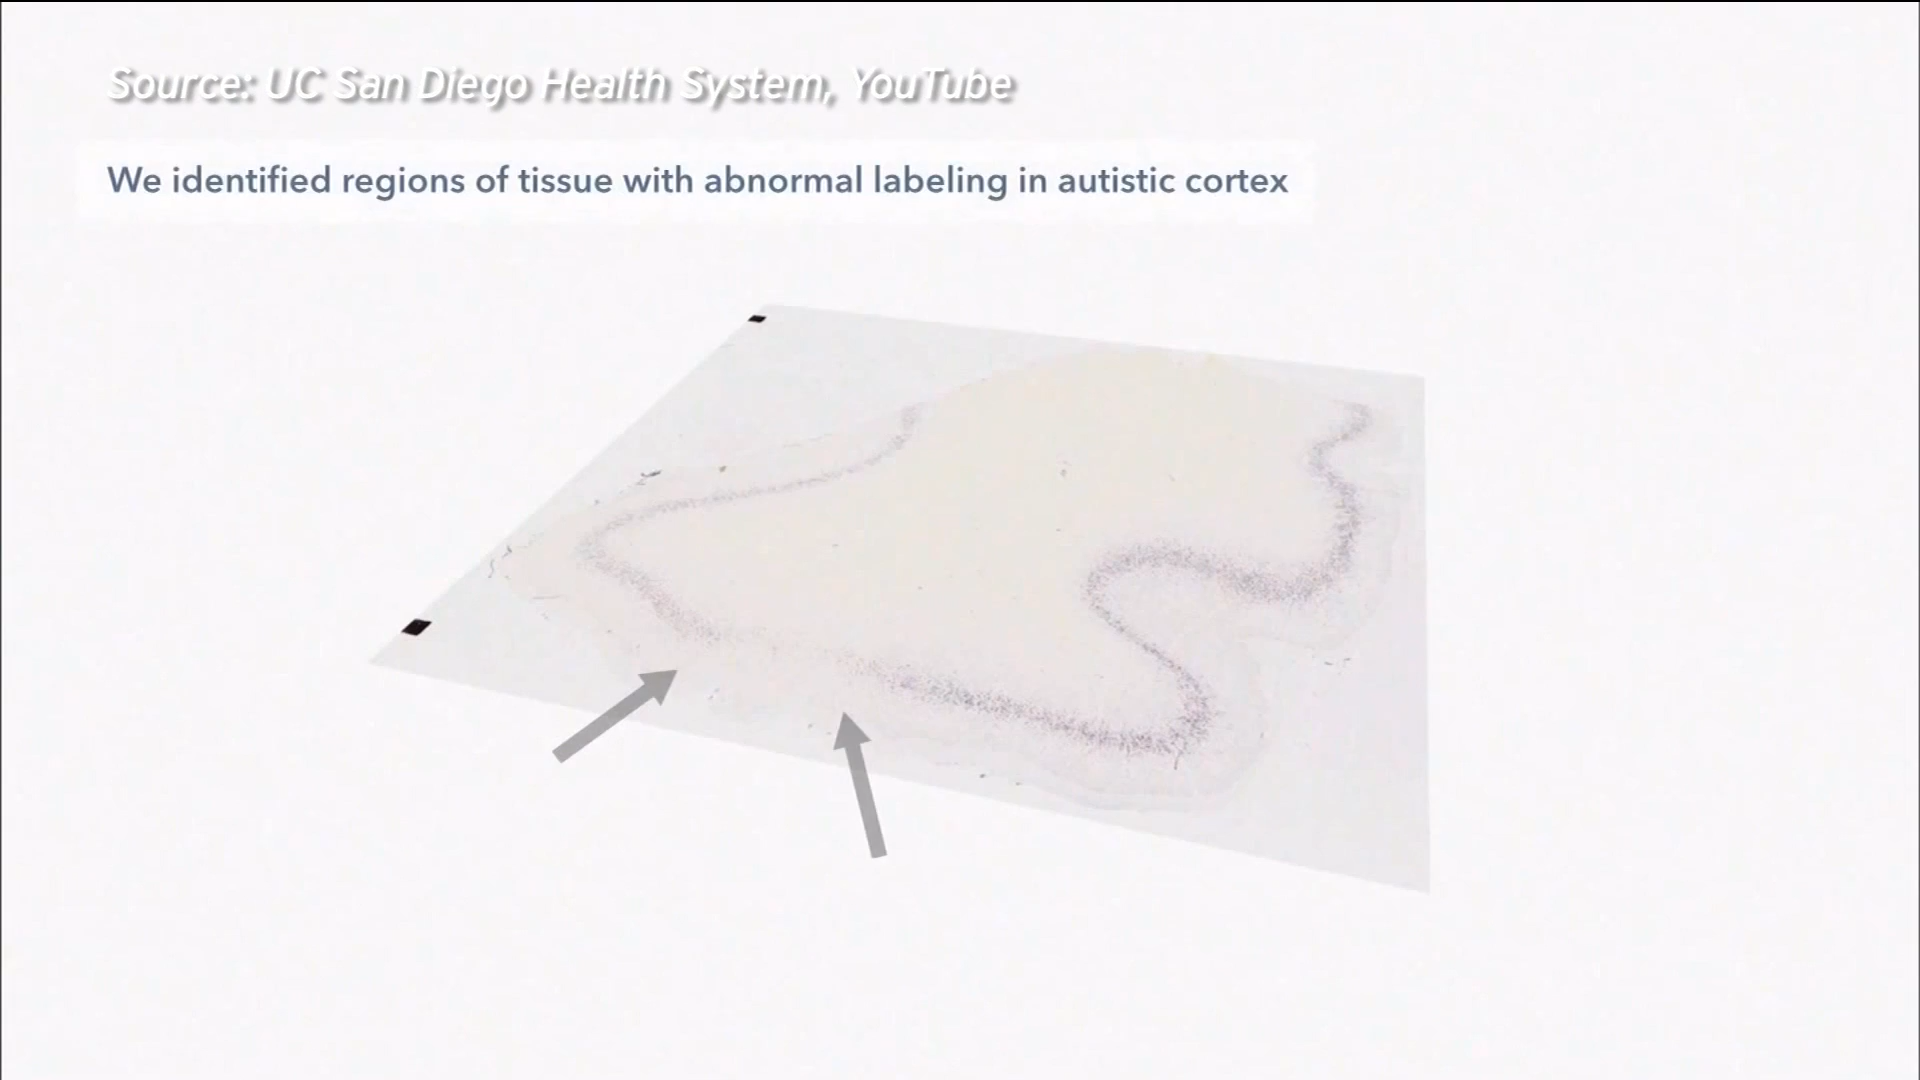 Source: UC San Diego Health System, YouTube
We identified regions of tissue with abnormal labeling in autistic cortex